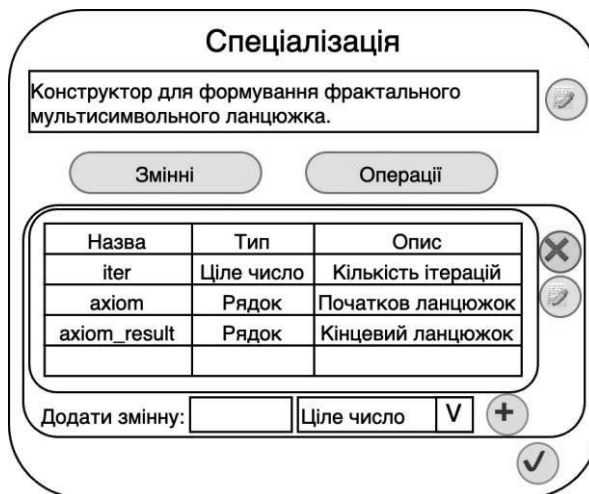 Спеціалізація
Конструктор для формування фрактального
мультисимвольного ланцюжка.
Змінні Операції
Назва Тип Опис
iter Ціле число Кількість ітерацій
axiom Рядок Початков ланцюжок
axiom_result Рядок Кінцевий ланцюжок
Додати змінну: Ціле число V +